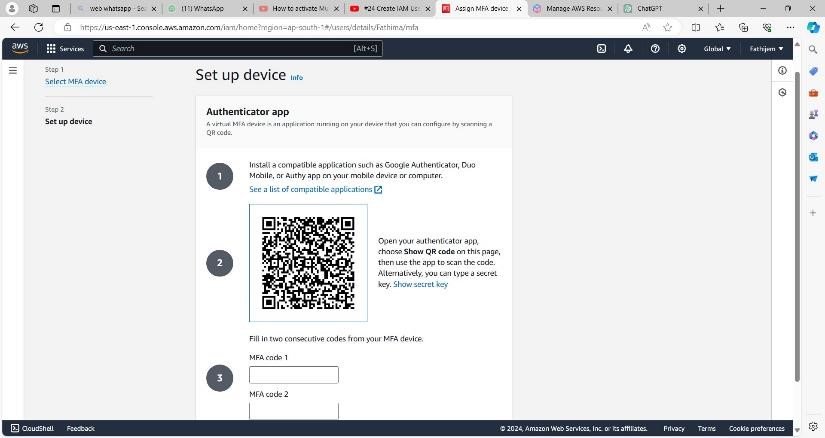 web whatsapp - Sea
(11) WhatsApp
How to activate Mu
#24 Create IAM Use
Assign MFA device
Manage AWS Reso
ChatGPT
https://us-east-1.console.aws.amazon.com/iam/home?region=ap-south-1#/users/details/Fathima/mfa
aws
Services
Search
[Alt+S]
Global
Fathijem
Step 1
Select MFA device
Step 2
Set up device
Set up device Info
Authenticator app
A virtual MFA device is an application running on your device that you can configure by scanning a
QR code.
1
Install a compatible application such as Google Authenticator, Duo
Mobile, or Authy app on your mobile device or computer.
See a list of compatible applications
2
Open your authenticator app,
choose Show QR code on this page,
then use the app to scan the code.
Alternatively, you can type a secret
key. Show secret key
Fill in two consecutive codes from your MFA device.
MFA code 1
3
MFA code 2
CloudShell
Feedback
© 2024, Amazon Web Services, Inc. or its affiliates.
Privacy
Terms
Cookie preferences